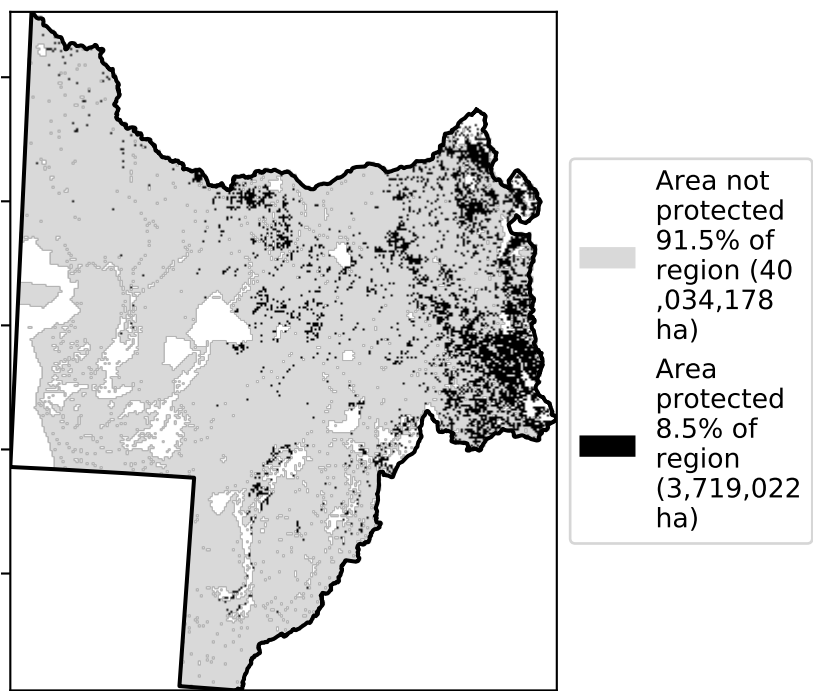 Area not
protected
91.5% of
region (40
,034,178
ha)
Area
protected
8.5% of
region
(3,719,022
ha)